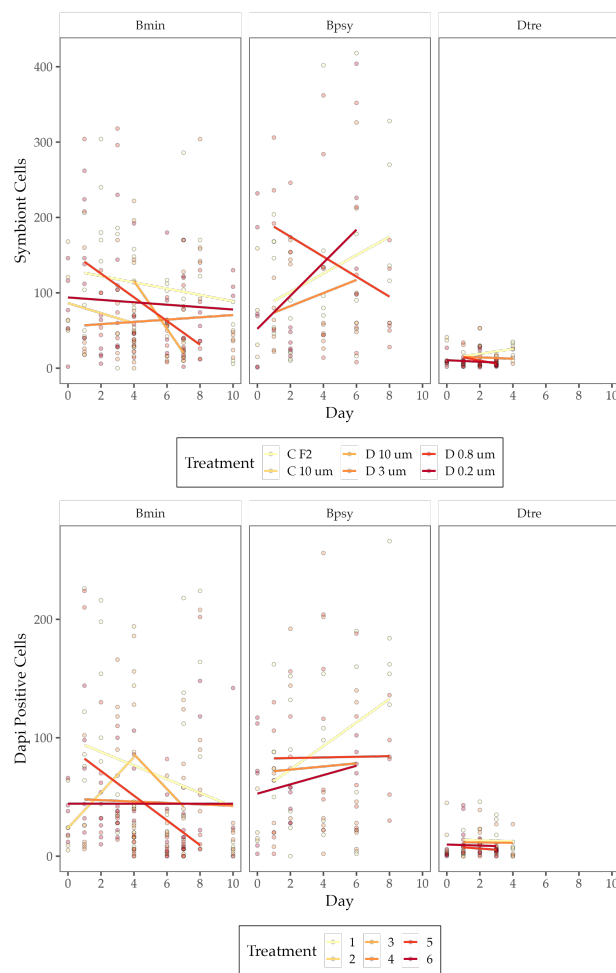 Bmin Bpsy Dtre
400
300
200
100
0
Symbiont Cells
0 2 4 6 8 10 0 2 4 6 8 10 0 2 4 6 8 10
Day
Treatment C F2 D 10 um D 0.8 um
C 10 um D 3 um D 0.2 um
Bmin Bpsy Dtre
200
100
0
Dapi Positive Cells
0 2 4 6 8 10 0 2 4 6 8 10 0 2 4 6 8 10
Day
Treatment 1 3 5
2 4 6